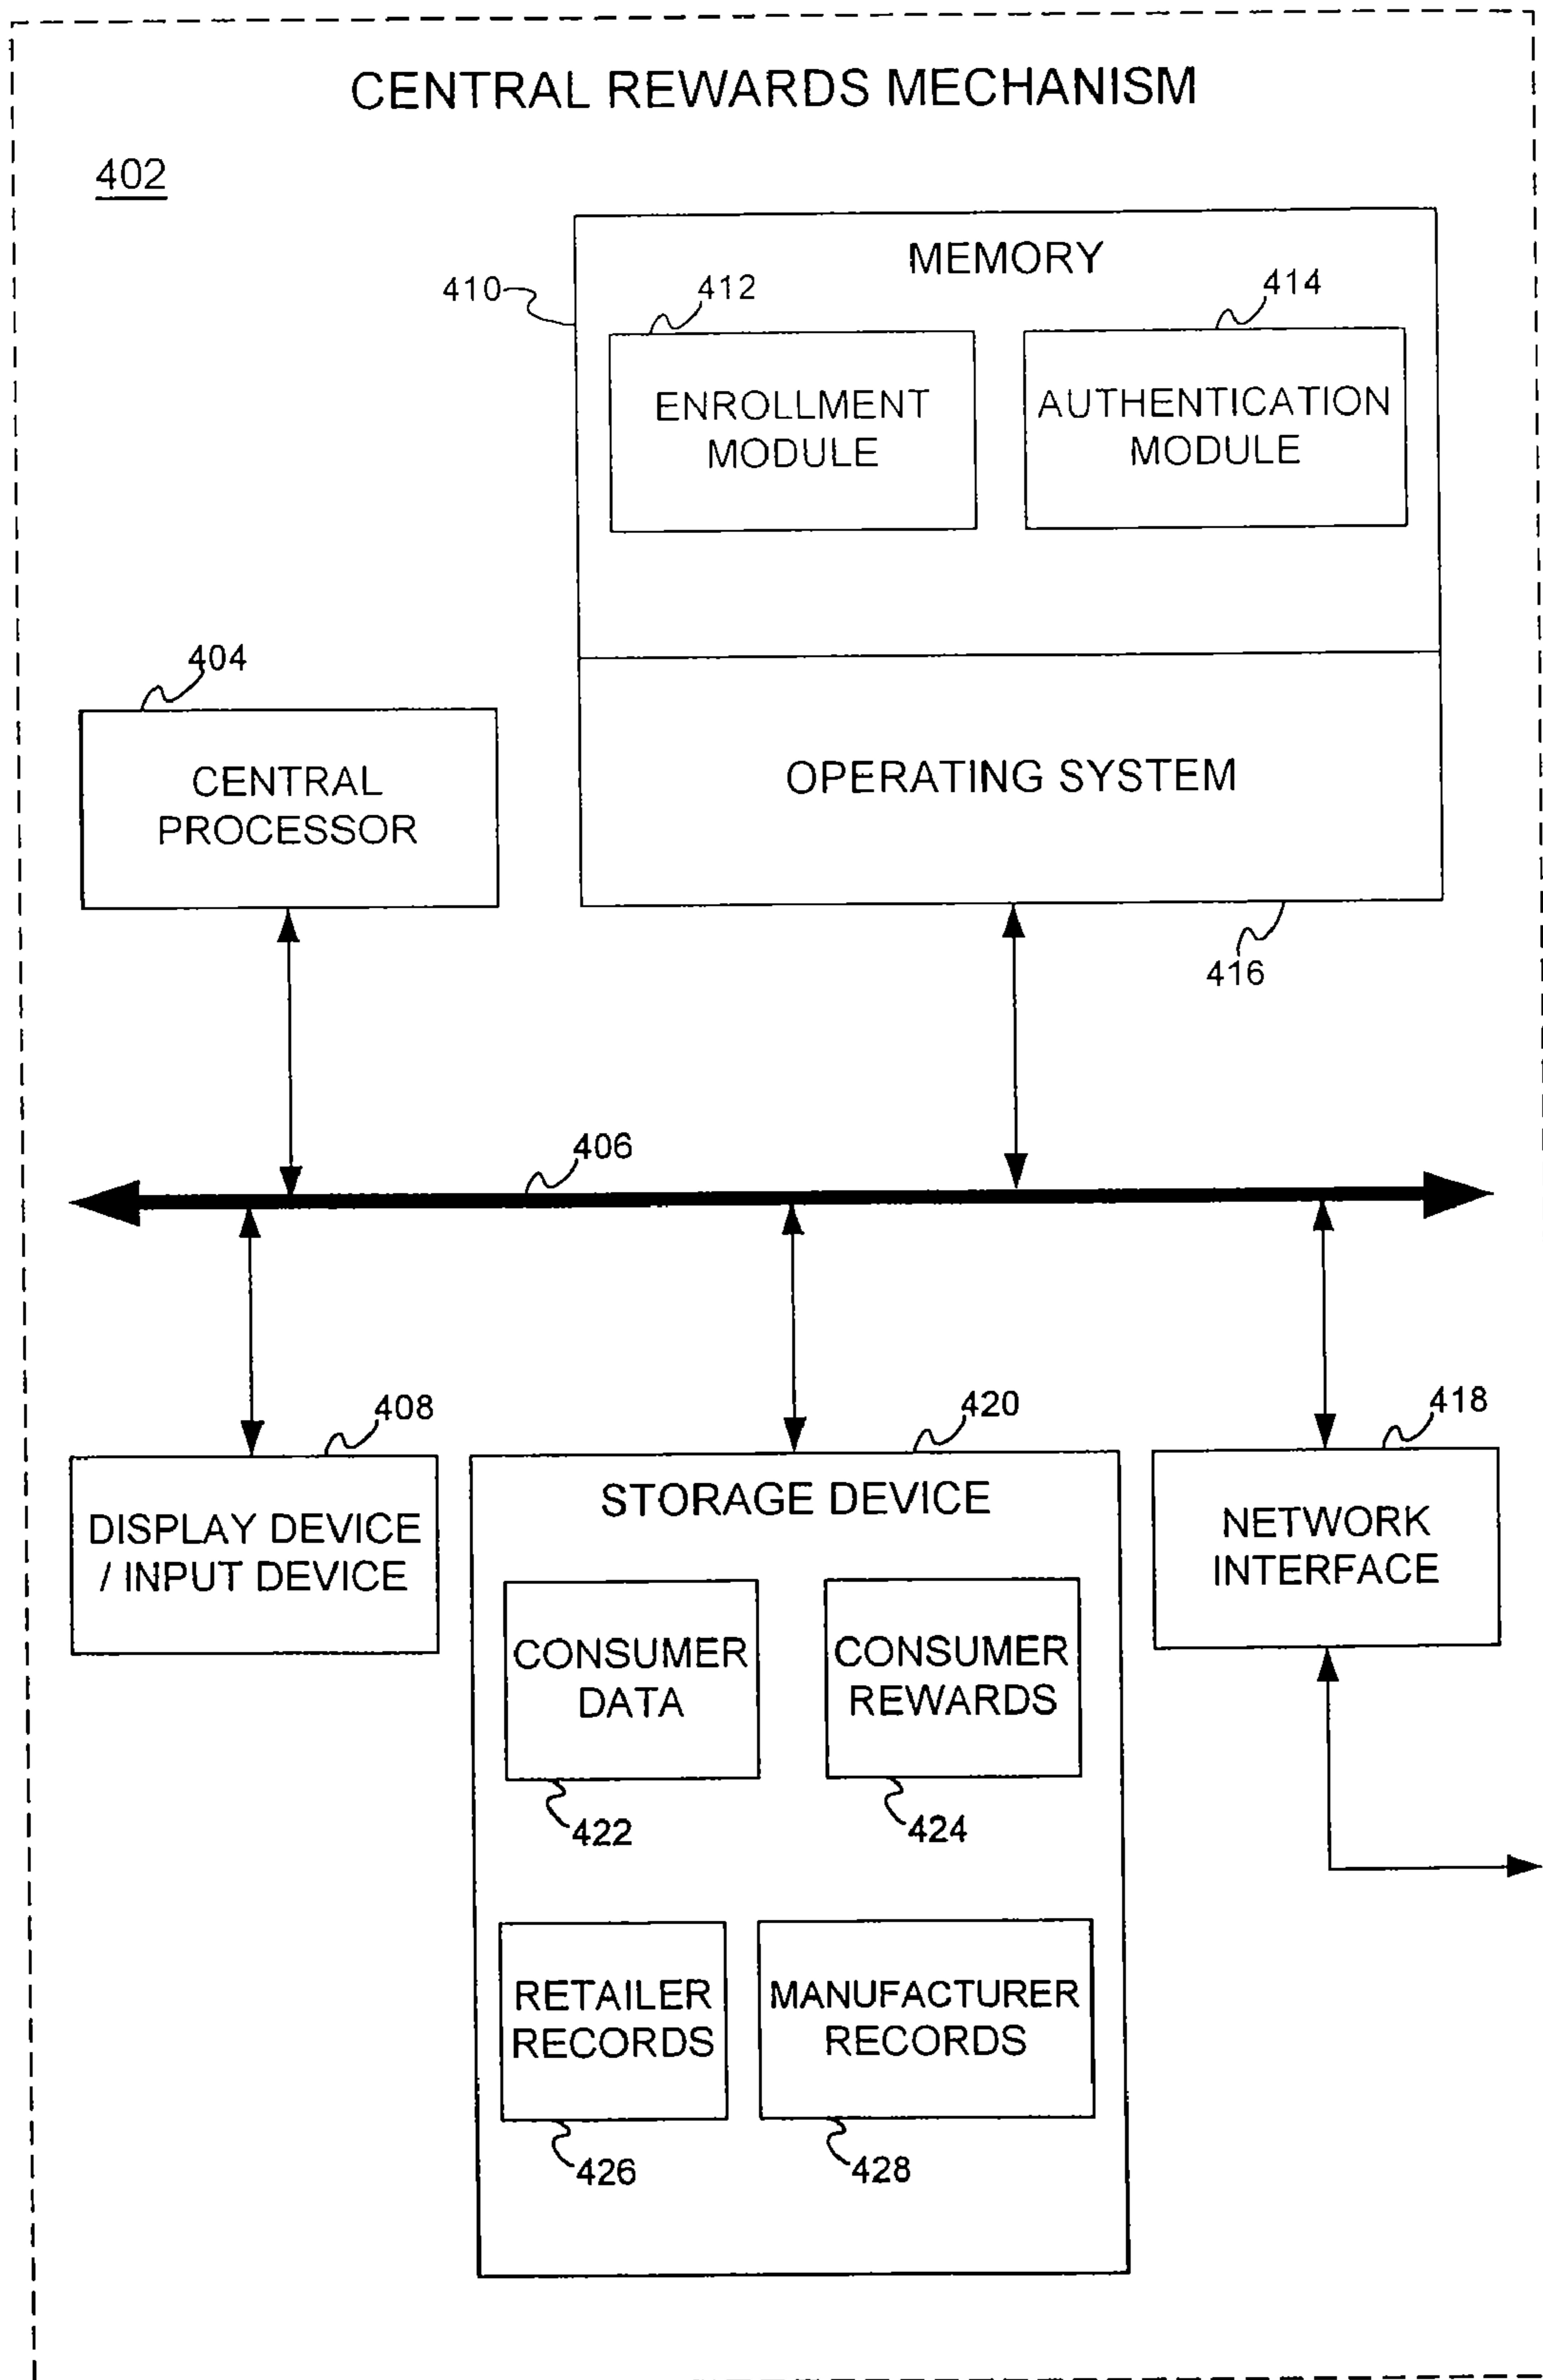 CENTRAL REWARDS MECHANISM
402
MEMORY
410
412
414
ENROLLMENT
MODULE
AUTHENTICATION
MODULE
404
CENTRAL
PROCESSOR
OPERATING SYSTEM
416
406
408
420
418
DISPLAY DEVICE
/ INPUT DEVICE
STORAGE DEVICE
NETWORK
INTERFACE
CONSUMER
DATA
CONSUMER
REWARDS
422
424
RETAILER
RECORDS
MANUFACTURER
RECORDS
426
428